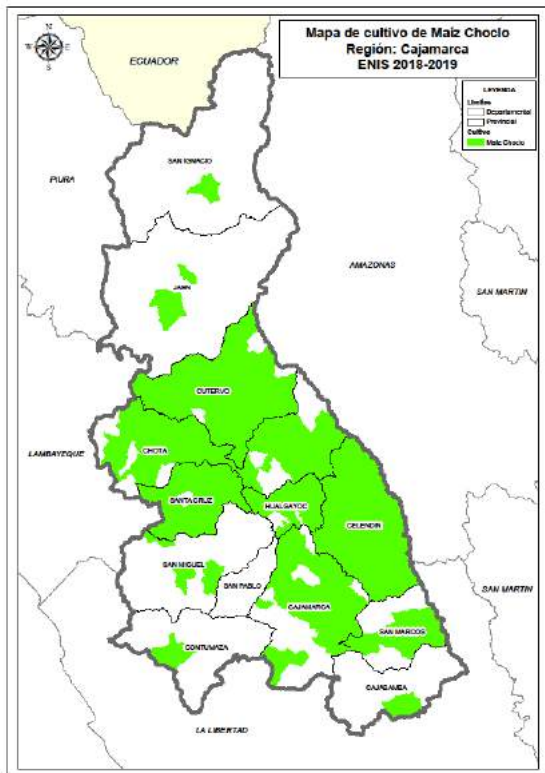 Mapa de cultivo de Maiz Choclo
Región: Cajamarca
ENIS 2018-2019
N
W
E
S
ECUADOR
LEYENDA
Límites
Departamental
Provincial
Cultivo
Maiz Choclo
SAN IGNACIO
PIURA
AMAZONAS
JAEN
SAN MARTIN
CUTERVO
CHOTA
LAMBAYEQUE
SANTA CRUZ
HUALGAYOC
CELENDIN
SAN MIGUEL
SAN PABLO
SAN MARTIN
CAJAMARCA
SAN MARCOS
CONTUMAZA
CAJABAMBA
LA LIBERTAD